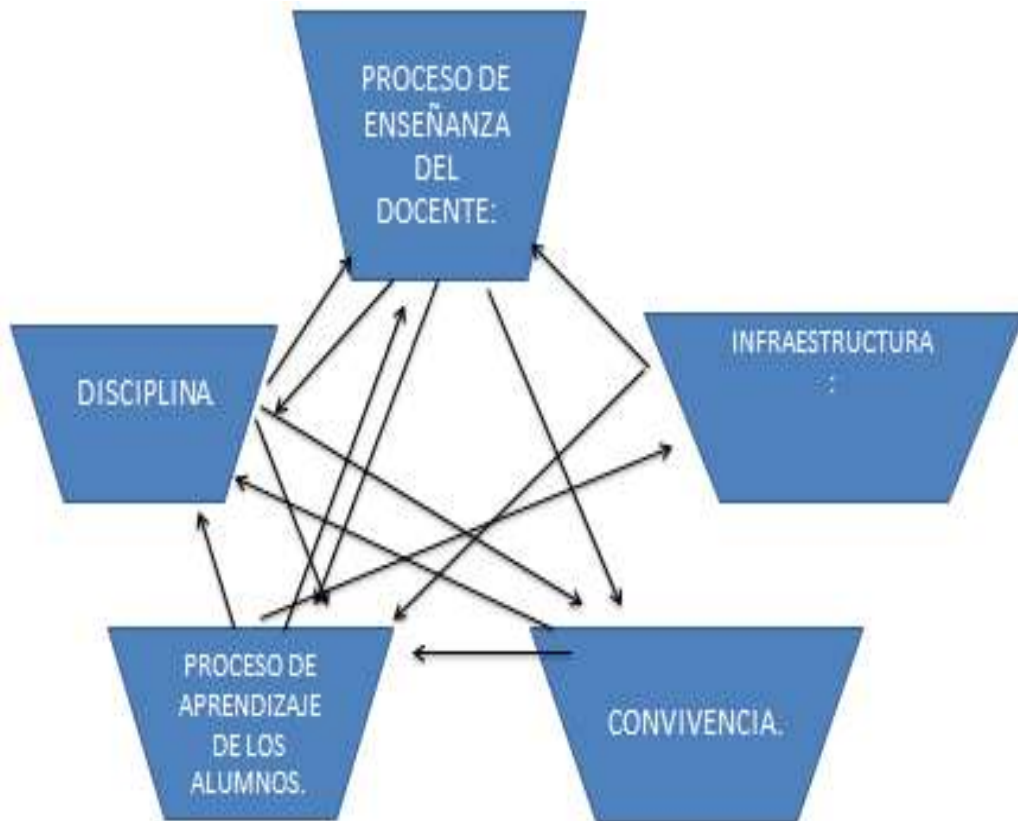 PROCESO DE
ENSEÑANZA
DEL
DOCENTE:
DISCIPLINA.
INFRAESTRUCTURA
:
PROCESO DE
APRENDIZAJE
DE LOS
ALUMNOS.
CONVIVENCIA.